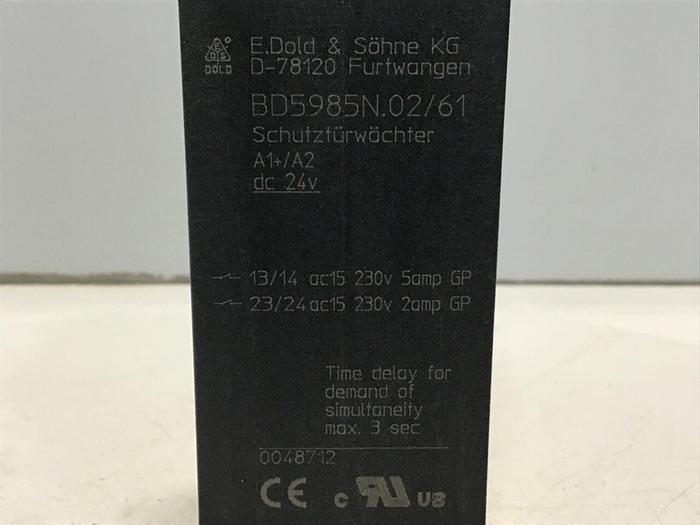 E.Dold & Söhne KG
DOLD D-78120 Furtwangen
BD5985N.02/61
Schutztürwächter
A1+/A2
dc 24v
13/14 ac15 230v 5amp GP
23/24 ac15 230v 2amp GP
Time delay for
demand of
simultaneity
max. 3 sec
0048712
CE c RU US